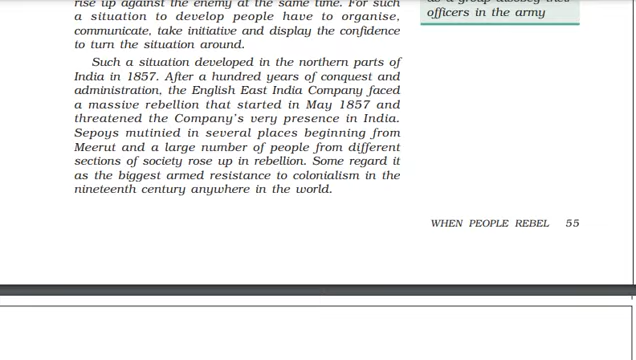 rise up against the enemy at the same time. For such
a situation to develop people have to organise,
communicate, take initiative and display the confidence
to turn the situation around.
Such a situation developed in the northern parts of
India in 1857. After a hundred years of conquest and
administration, the English East India Company faced
a massive rebellion that started in May 1857 and
threatened the Company's very presence in India.
Sepoys mutinied in several places beginning from
Meerut and a large number of people from different
sections of society rose up in rebellion. Some regard it
as the biggest armed resistance to colonialism in the
nineteenth century anywhere in the world.
as a group disobey their
officers in the army
WHEN PEOPLE REBEL 55